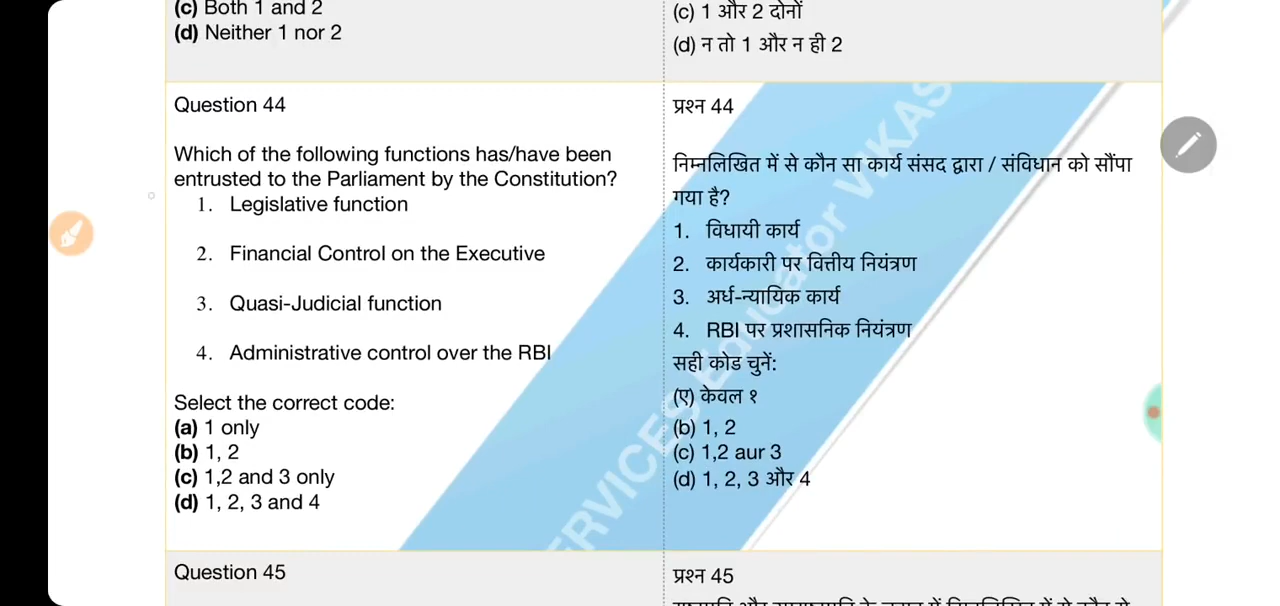 (c) Both 1 and 2
(d) Neither 1 nor 2
Question 44
Which of the following functions has/have been
entrusted to the Parliament by the Constitution?
1. Legislative function
2. Financial Control on the Executive
3. Quasi-Judicial function
4. Administrative control over the RBI
Select the correct code:
(a) 1 only
(b) 1, 2
(c) 1,2 and 3 only
(d) 1, 2, 3 and 4
Question 45
(c) 1 और 2 दोनों
(d) न तो 1 और न ही 2
प्रश्न 44
निम्नलिखित में से कौन सा कार्य संसद द्वारा / संविधान को सौंपा
गया है?
1. विधायी कार्य
2. कार्यकारी पर वित्तीय नियंत्रण
3. अर्ध-न्यायिक कार्य
4. RBI पर प्रशासनिक नियंत्रण
सही कोड चुनें:
(ए) केवल १
(b) 1, 2
(c) 1,2 aur 3
(d) 1, 2, 3 और 4
प्रश्न 45